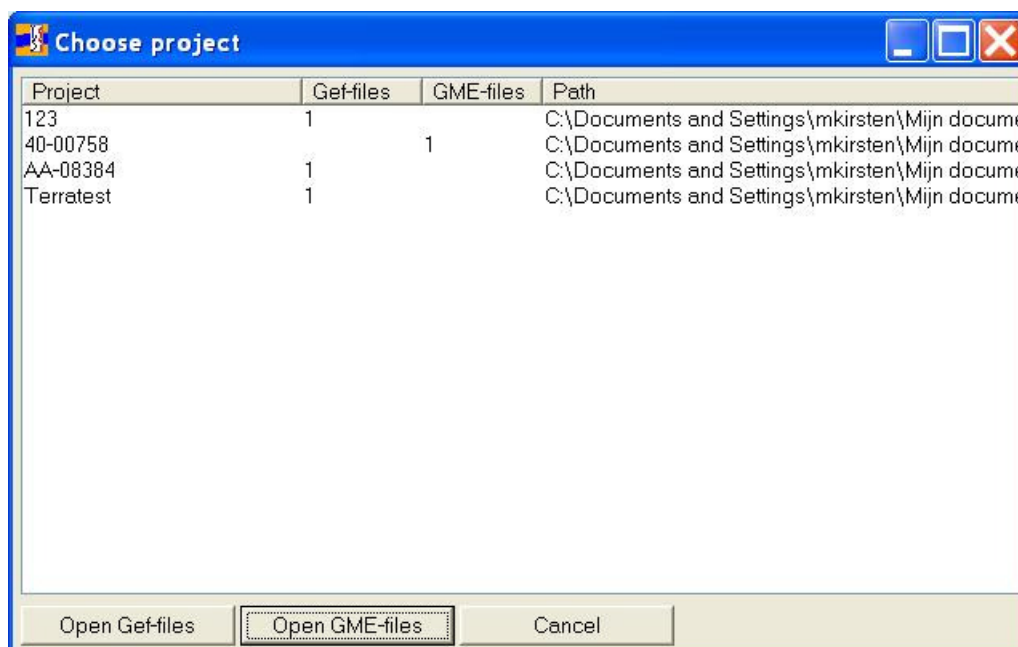 Choose project
Project Gef-files GME-files Path
123 1 C:\Documents and Settings\mkirsten\Mijn docume
40-00758 1 C:\Documents and Settings\mkirsten\Mijn docume
AA-08384 1 C:\Documents and Settings\mkirsten\Mijn docume
Terratest 1 C:\Documents and Settings\mkirsten\Mijn docume
Open Gef-files Open GME-files Cancel